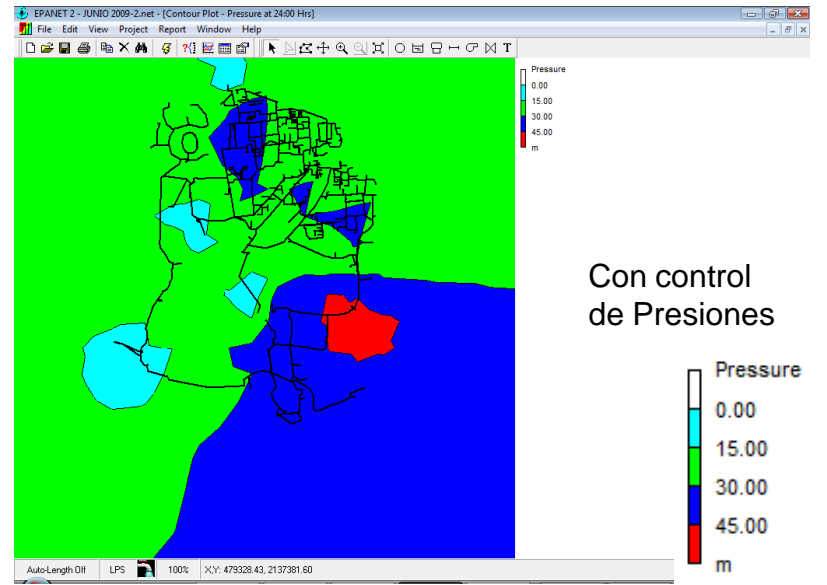 EPANET 2 - JUNIO 2009-2.net - [Contour Plot - Pressure at 24:00 Hrs]
File Edit View Project Report Window Help
T
Pressure
0.00
15.00
30.00
45.00
m
Con control
de Presiones
Pressure
0.00
15.00
30.00
45.00
m
Auto-Length Off LPS 100% X,Y: 479328.43, 2137381.60